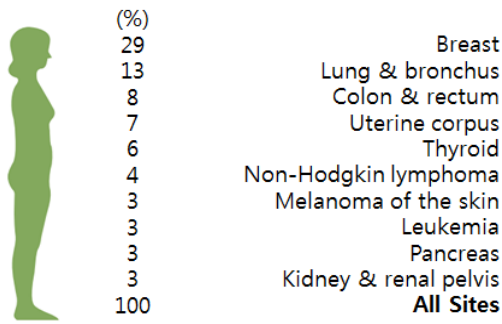 (%)
29 Breast
13 Lung & bronchus
8 Colon & rectum
7 Uterine corpus
6 Thyroid
4 Non-Hodgkin lymphoma
3 Melanoma of the skin
3 Leukemia
3 Pancreas
3 Kidney & renal pelvis
100 All Sites